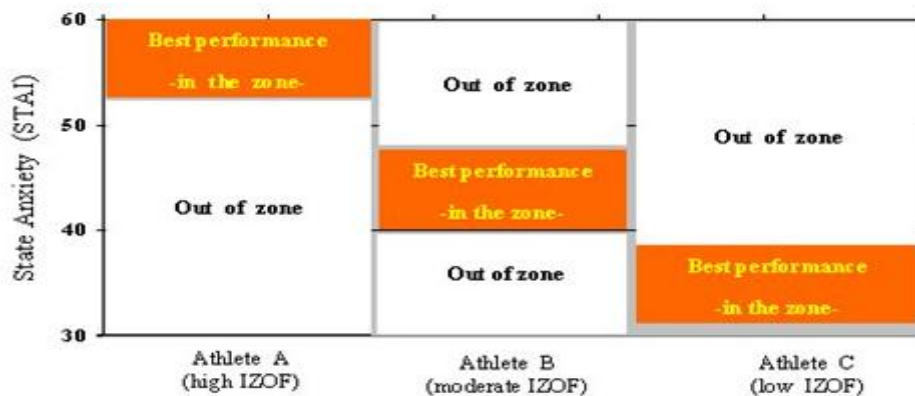 60
50
40
30
State Anxiety (STAI)
Best performance
-in the zone-
Out of zone
Out of zone
Best performance
-in the zone-
Out of zone
Out of zone
Best performance
-in the zone-
Athlete A
(high IZOF)
Athlete B
(moderate IZOF)
Athlete C
(low IZOF)